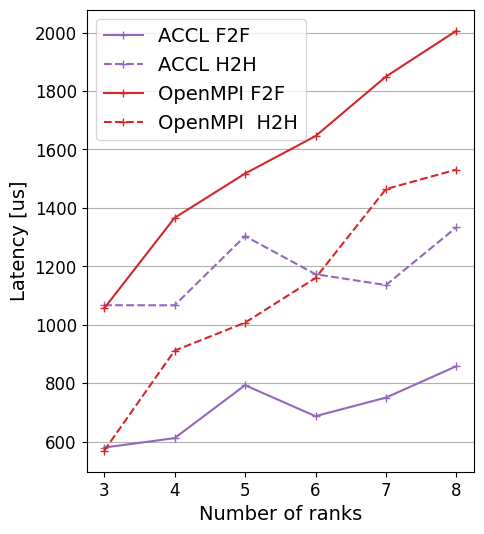 ACCL F2F
ACCL H2H
OpenMPI F2F
OpenMPI  H2H
2000
1800
1600
1400
1200
1000
800
600
Latency [us]
3 4 5 6 7 8
Number of ranks